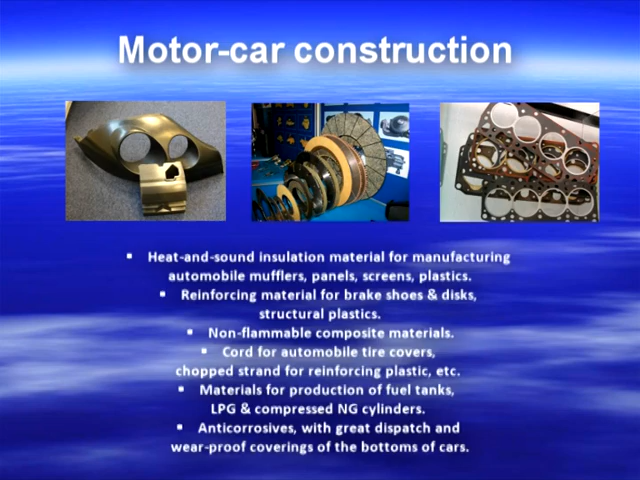 Motor-car construction
▪ Heat-and-sound insulation material for manufacturing
automobile mufflers, panels, screens, plastics.
▪ Reinforcing material for brake shoes & disks,
structural plastics.
▪ Non-flammable composite materials.
▪ Cord for automobile tire covers,
chopped strand for reinforcing plastic, etc.
▪ Materials for production of fuel tanks,
LPG & compressed NG cylinders.
▪ Anticorrosives, with great dispatch and
wear-proof coverings of the bottoms of cars.